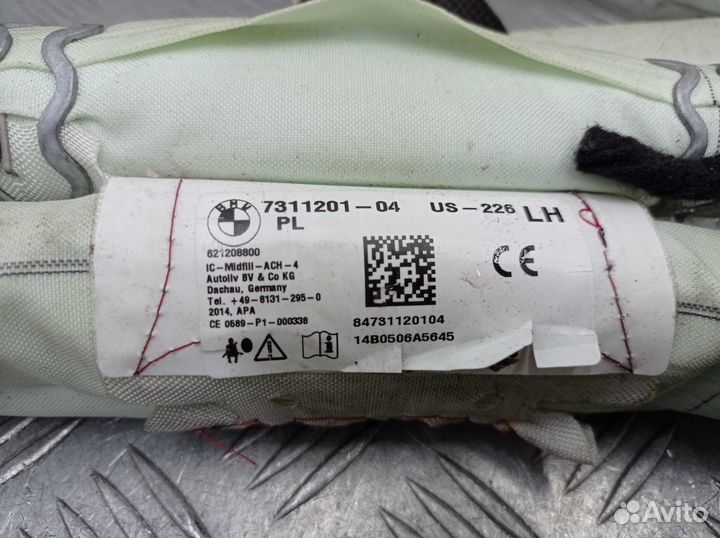 BMW
7311201-04 US-226 LH
PL
621208800
IC-Midfill-ACH-4
Autoliv BV & Co KG
Dachau, Germany
Tel. +49-8131-295-0
2014, APA
CE 0589-P1-000338
CE
84731120104
14B0506A5645
Avito